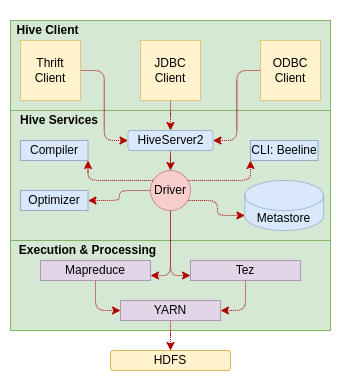 Hive Client
Thrift
Client
JDBC
Client
ODBC
Client
Hive Services
HiveServer2
Compiler
CLI: Beeline
Driver
Optimizer
Metastore
Execution & Processing
Mapreduce
Tez
YARN
HDFS